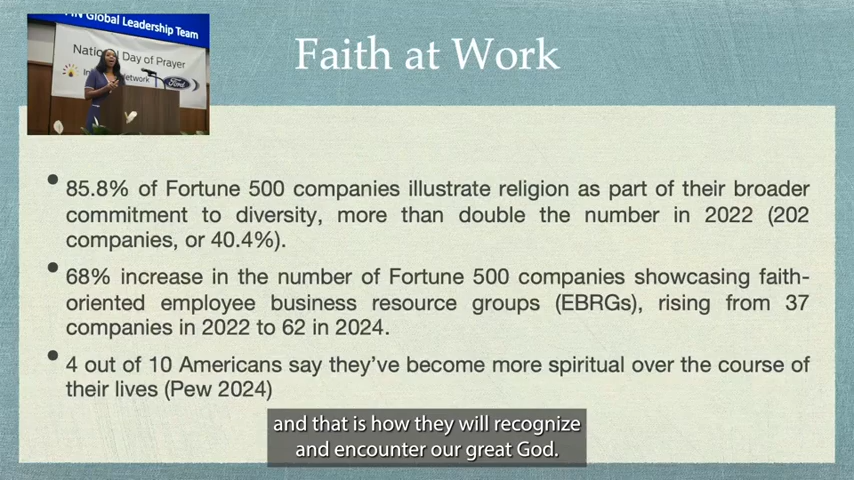 FIN Global Leadership Team
National Day of Prayer
Network
Ford
Faith at Work
• 85.8% of Fortune 500 companies illustrate religion as part of their broader
commitment to diversity, more than double the number in 2022 (202
companies, or 40.4%).
• 68% increase in the number of Fortune 500 companies showcasing faith-
oriented employee business resource groups (EBRGs), rising from 37
companies in 2022 to 62 in 2024.
• 4 out of 10 Americans say they’ve become more spiritual over the course of
their lives (Pew 2024)
and that is how they will recognize
and encounter our great God.